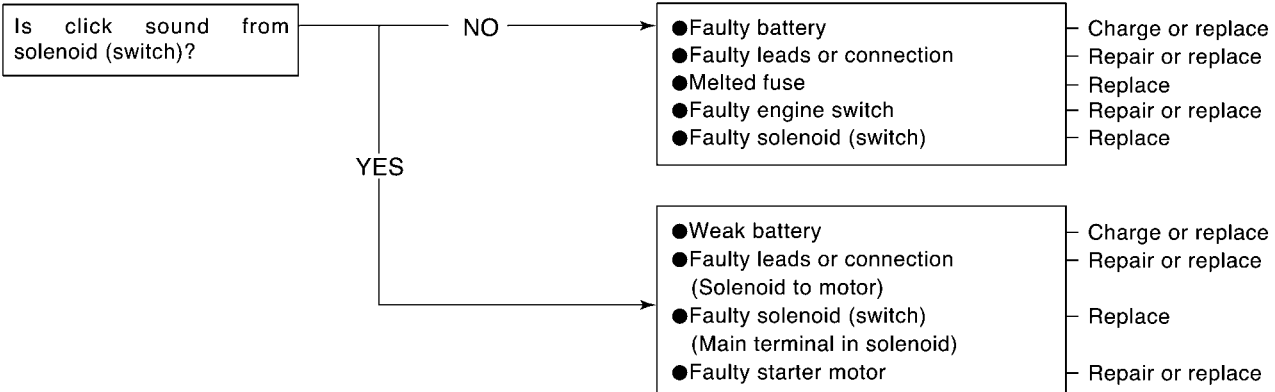 Is click sound from
solenoid (switch)?
NO
●Faulty battery
Charge or replace
●Faulty leads or connection
Repair or replace
●Melted fuse
Replace
●Faulty engine switch
Repair or replace
●Faulty solenoid (switch)
Replace
YES
●Weak battery
Charge or replace
●Faulty leads or connection
Repair or replace
(Solenoid to motor)
●Faulty solenoid (switch)
Replace
(Main terminal in solenoid)
●Faulty starter motor
Repair or replace